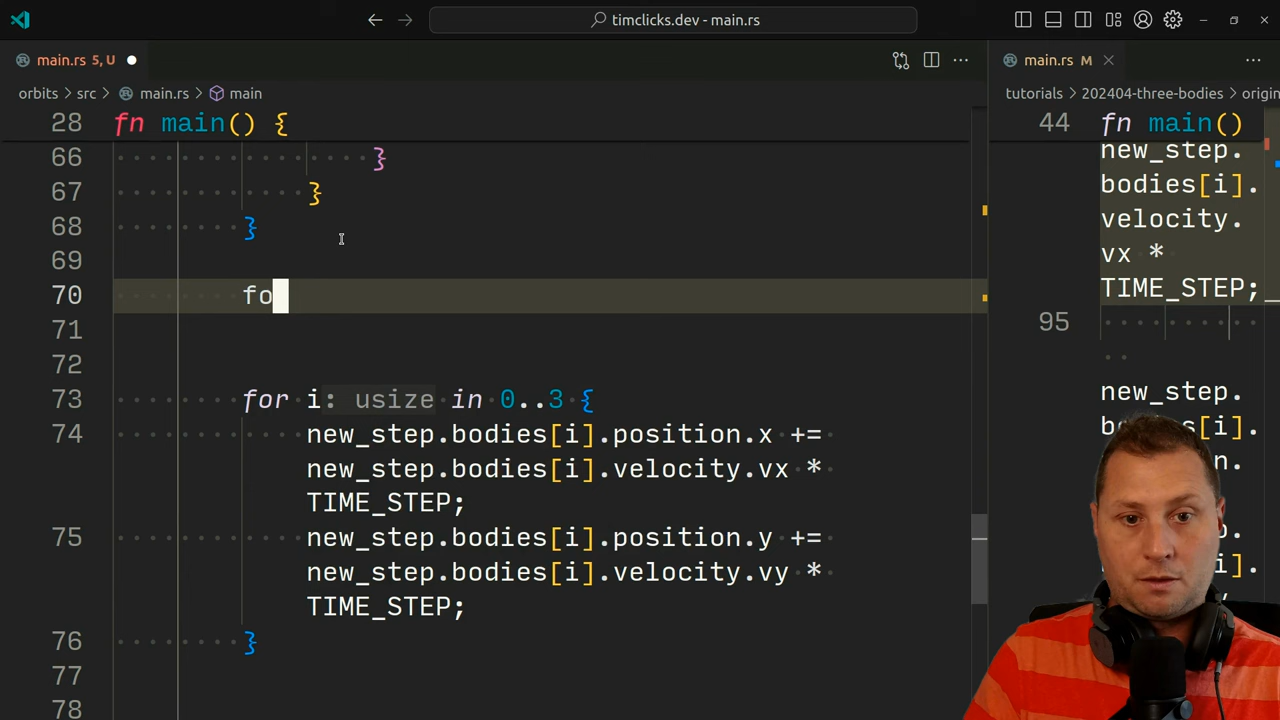 timclicks.dev - main.rs
main.rs 5, U
main.rs M
orbits > src > main.rs > main
tutorials > 202404-three-bodies > origin
28 fn main() {
66 }
67 }
68 }
69
70 fo
71
72
73 for i: usize in 0..3 {
74 new_step.bodies[i].position.x +=
new_step.bodies[i].velocity.vx *
TIME_STEP;
75 new_step.bodies[i].position.y +=
new_step.bodies[i].velocity.vy *
TIME_STEP;
76 }
77
78
44 fn main()
new_step.
bodies[i].
velocity.
vx *
TIME_STEP;
95
new_step.